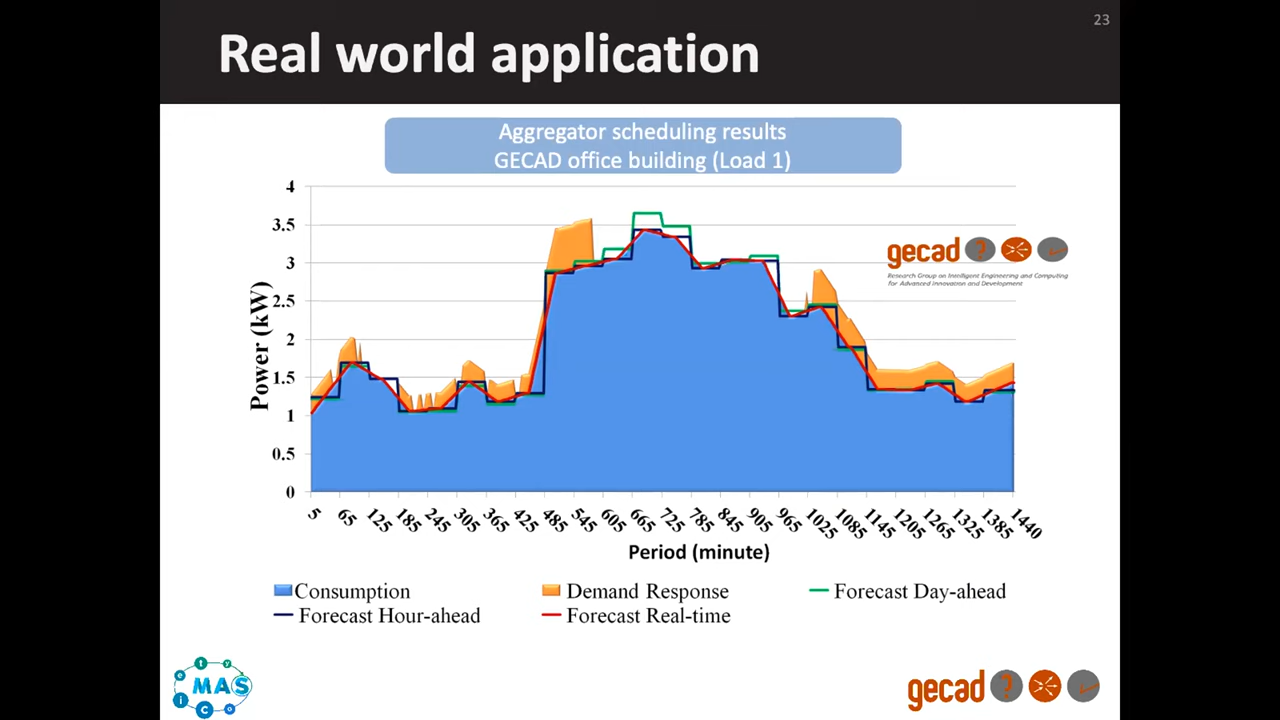 23
Real world application
Aggregator scheduling results
GECAD office building (Load 1)
4
3.5
3
2.5
2
1.5
1
0.5
0
Power (kW)
gecad
Research Group on Intelligent Engineering and Computing
for Advanced Innovation and Development
5 65 125 185 245 305 365 425 485 545 605 665 725 785 845 905 965 1025 1085 1145 1205 1265 1325 1385 1440
Period (minute)
Consumption Demand Response Forecast Day-ahead
Forecast Hour-ahead Forecast Real-time
MAS
e t y
i c o
gecad